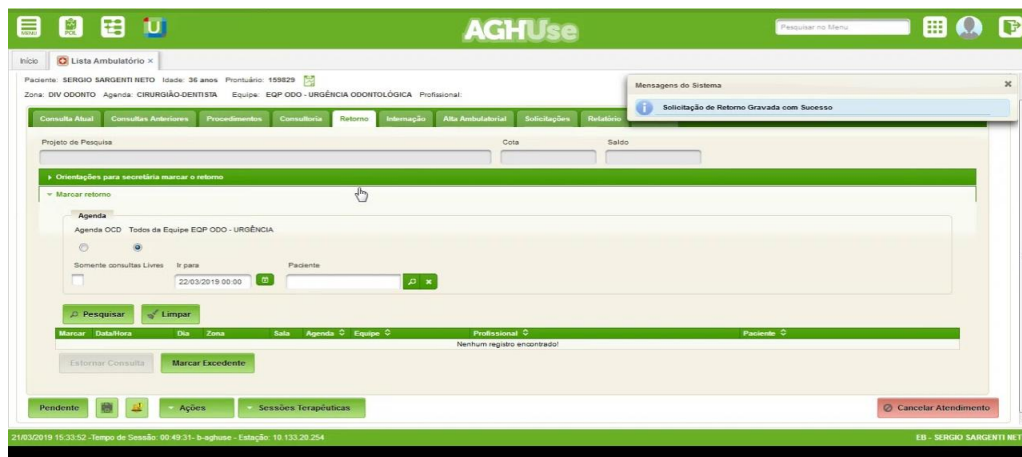 MENU
POL
AGHUse
Pesquisar no Menu
Início
Lista Ambulatório ×
Paciente: SERGIO SARGENTI NETO Idade: 36 anos Prontuário: 159829
Zona: DIV ODONTO Agenda: CIRURGIÃO-DENTISTA Equipe: EQP ODO - URGÊNCIA ODONTOLÓGICA Profissional:
Mensagens do Sistema
Solicitação de Retorno Gravada com Sucesso
Consulta Atual Consultas Anteriores Procedimentos Consultoria Retorno Internação Alta Ambulatorial Solicitações Relatório
Projeto de Pesquisa Cota Saldo
Orientações para secretária marcar o retorno
Marcar retorno
Agenda
Agenda OCD Todos da Equipe EQP ODO - URGÊNCIA
Somente consultas Livres Ir para Paciente
22/03/2019 00:00
Pesquisar Limpar
Marcar Data/Hora Dia Zona Sala Agenda Equipe Profissional Paciente
Nenhum registro encontrado!
Estornar Consulta Marcar Excedente
Pendente Ações Sessões Terapêuticas Cancelar Atendimento
21/03/2019 15:33:52 -Tempo de Sessão: 00:49:31- b-aghuse - Estação: 10.133.20.254
EB - SERGIO SARGENTI NET